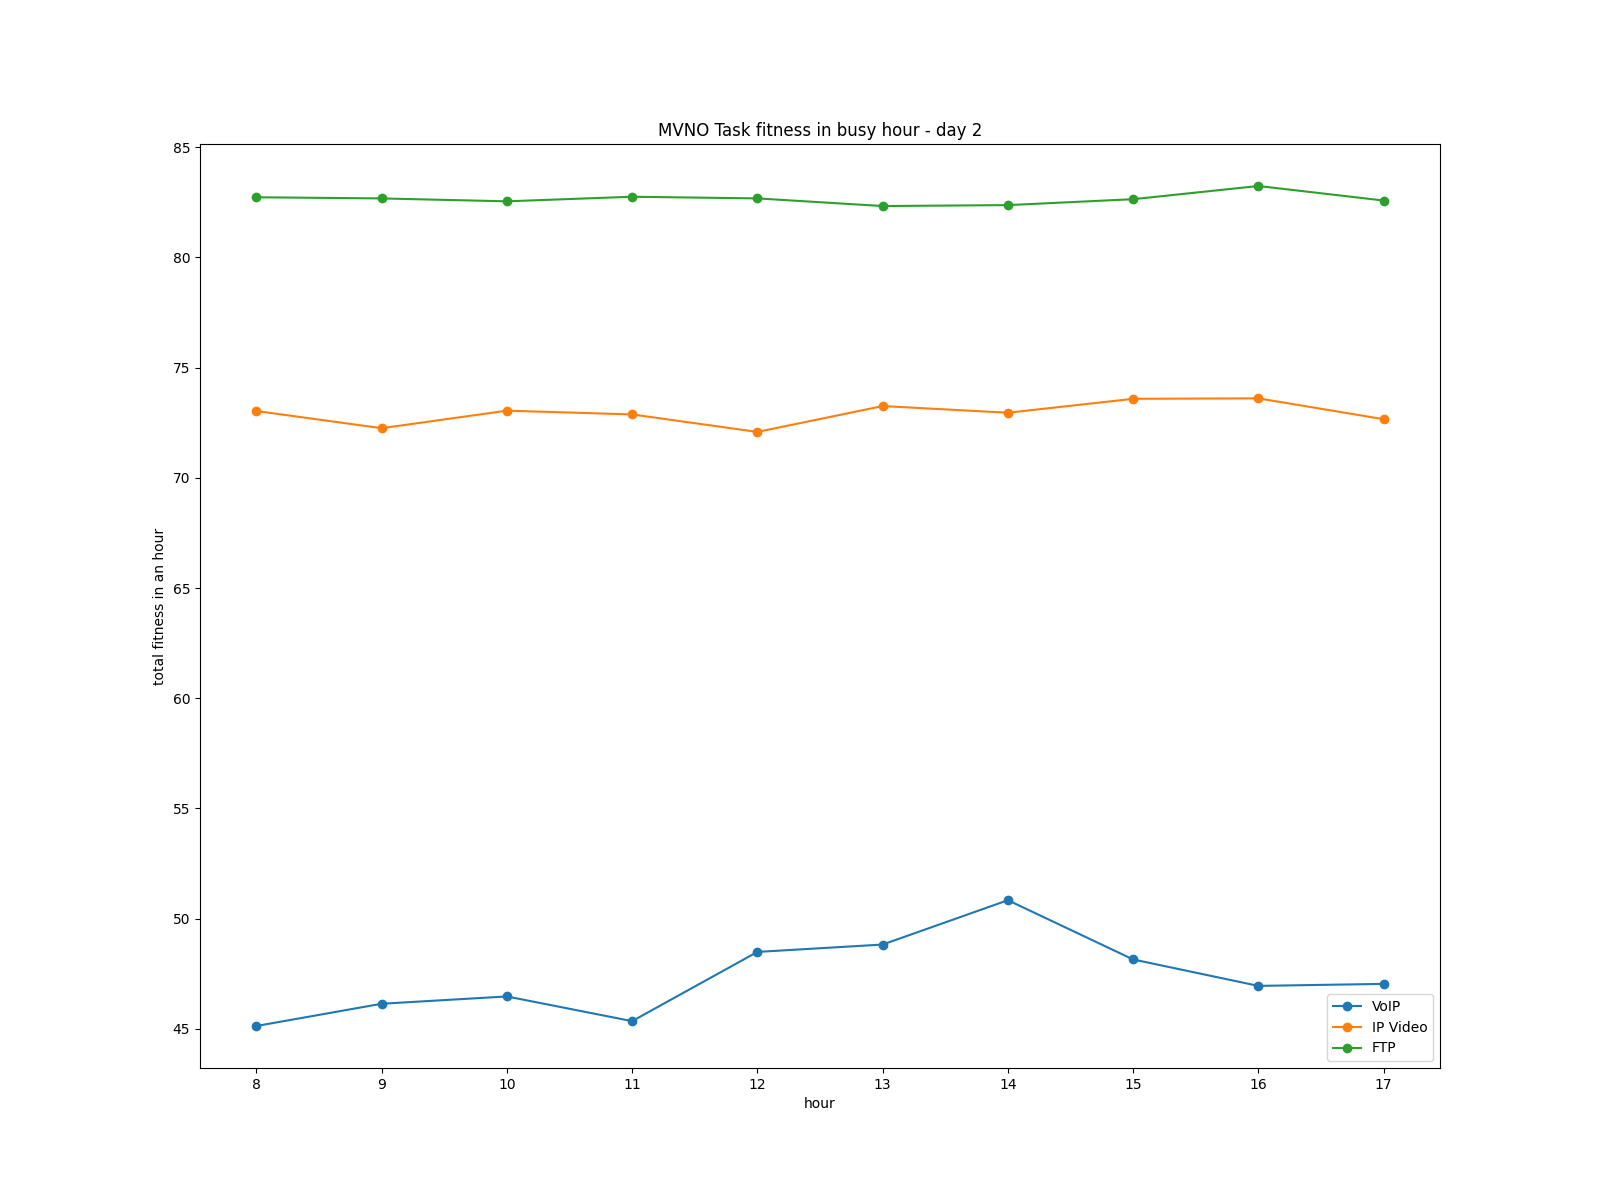 MVNO Task fitness in busy hour - day 2
85
80
75
70
65
60
55
50
45
total fitness in an hour
8 9 10 11 12 13 14 15 16 17
hour
VoIP
IP Video
FTP